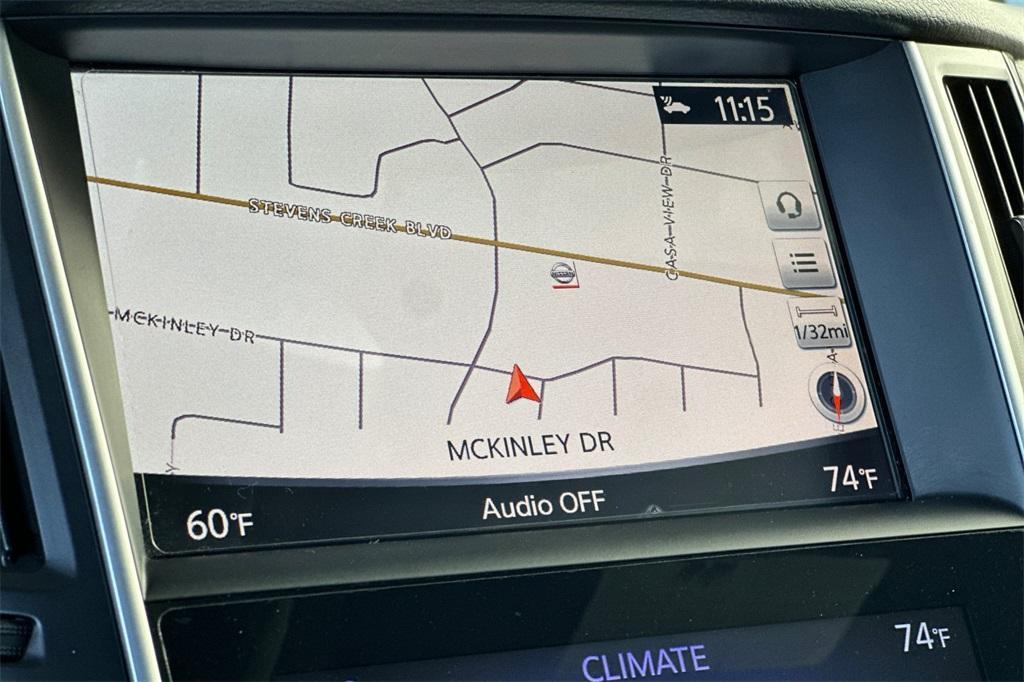 11:15
STEVENS CREEK BLVD
CASA VIEW DR
NISSAN
MCKINLEY DR
1/32mi
MCKINLEY DR
60°F
Audio OFF
74°F
CLIMATE
74°F